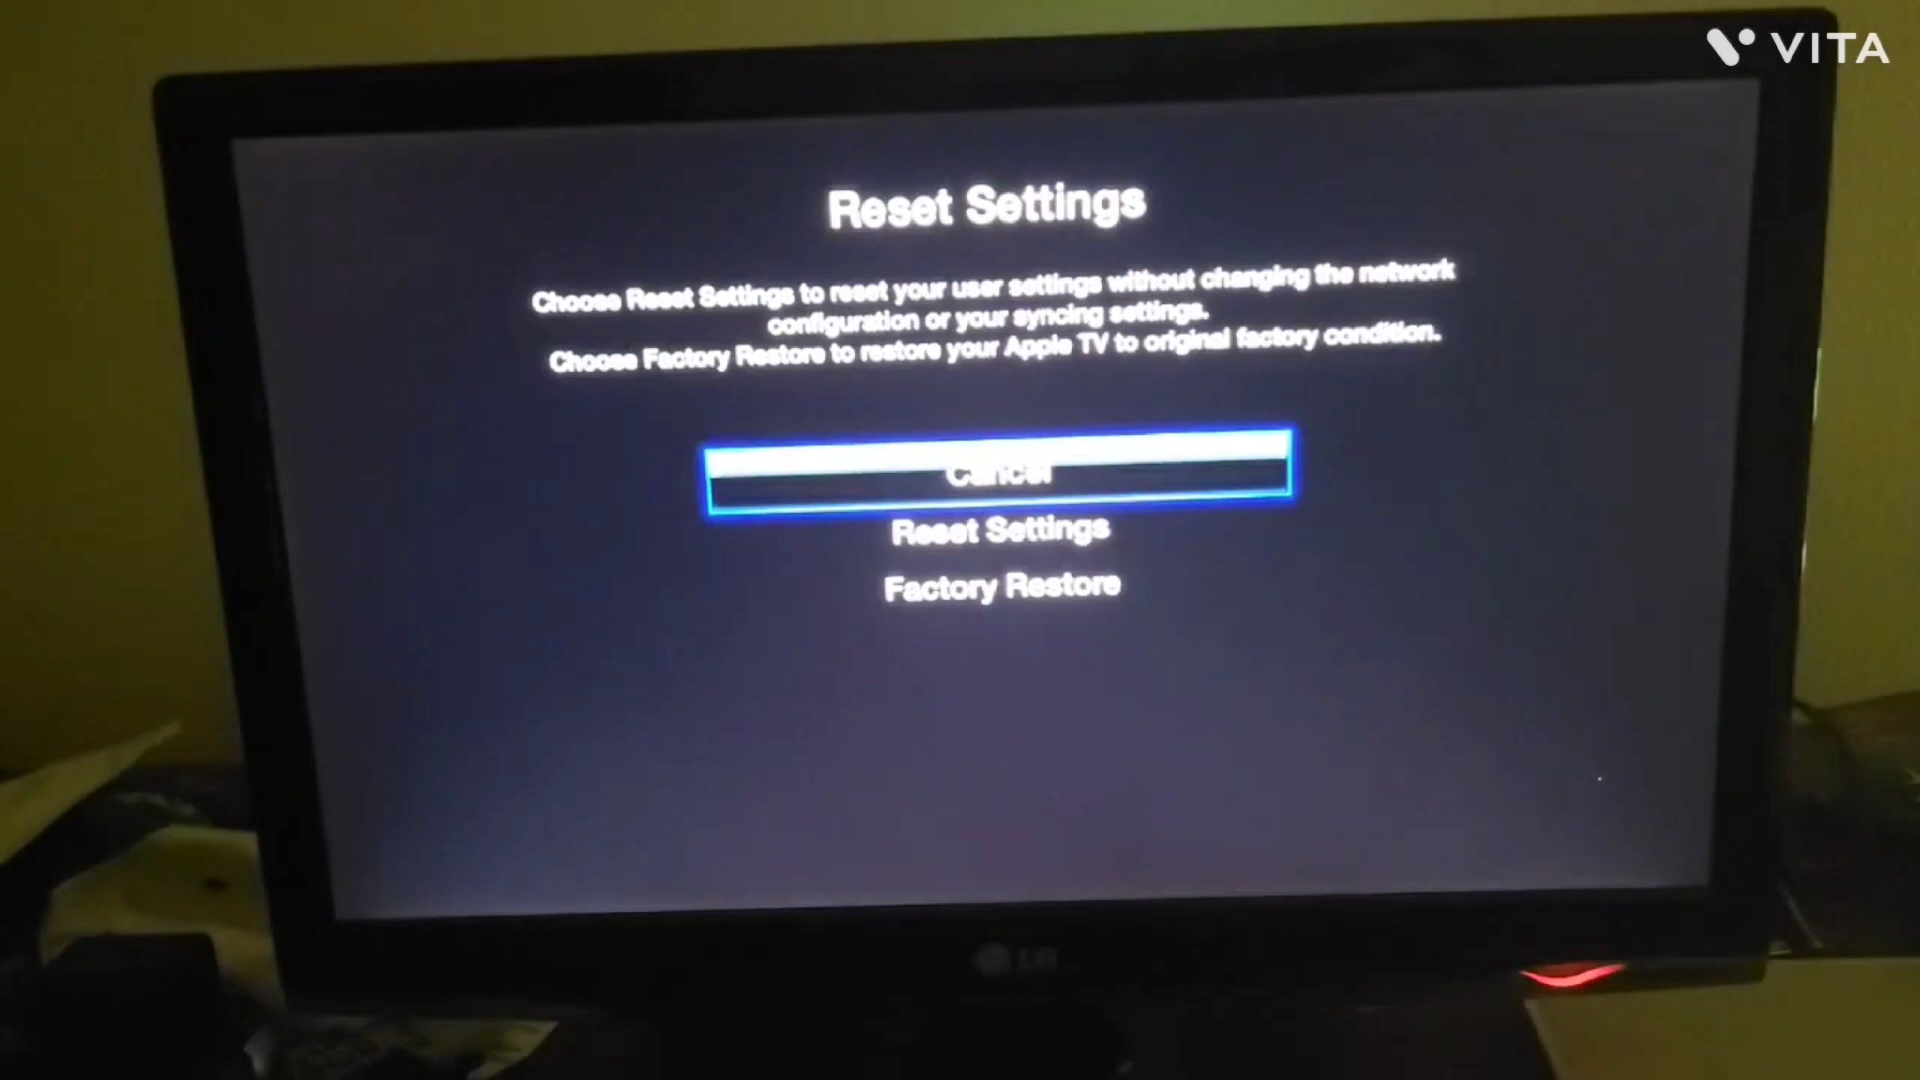 VITA
Reset Settings
Choose Reset Settings to reset your user settings without changing the network
configuration or your syncing settings.
Choose Factory Restore to restore your Apple TV to original factory condition.
Cancel
Reset Settings
Factory Restore
LG